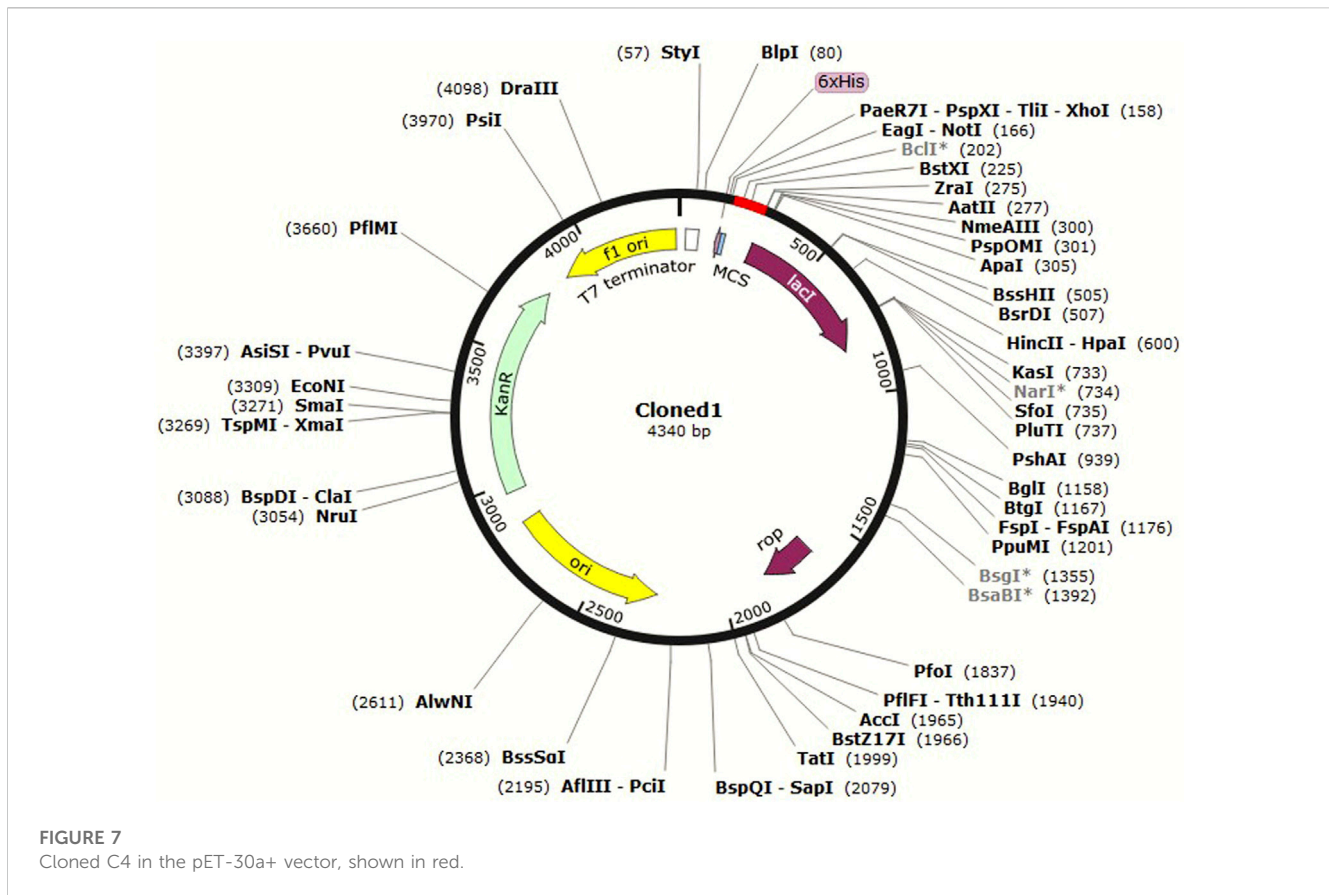 (57) StyI
BlpI (80)
6xHis
(4098) DraIII
(3970) PsiI
PaeR7I - PspXI - TliI - XhoI (158)
EagI - NotI (166)
BclI* (202)
BstXI (225)
ZraI (275)
AatII (277)
NmeAIII (300)
PspOMI (301)
ApaI (305)
(3660) PflMI
BssHII (505)
BsrDI (507)
HincII - HpaI (600)
(3397) AsiSI - PvuI
(3309) EcoNI
(3271) SmaI
(3269) TspMI - XmaI
KasI (733)
NarI* (734)
SfoI (735)
PluTI (737)
PshAI (939)
(3088) BspDI - ClaI
(3054) NruI
BglI (1158)
BtgI (1167)
FspI - FspAI (1176)
PpuMI (1201)
BsgI* (1355)
BsaBI* (1392)
PfoI (1837)
(2611) AlwNI
PflFI - Tth111I (1940)
AccI (1965)
BstZ17I (1966)
TatI (1999)
(2368) BssSαI
(2195) AflIII - PciI
BspQI - SapI (2079)
4000
f1 ori
T7 terminator
MCS
lacI
500
3500
KanR
1000
Cloned1
4340 bp
3000
ori
2500
rop
1500
2000
FIGURE 7
Cloned C4 in the pET-30a+ vector, shown in red.